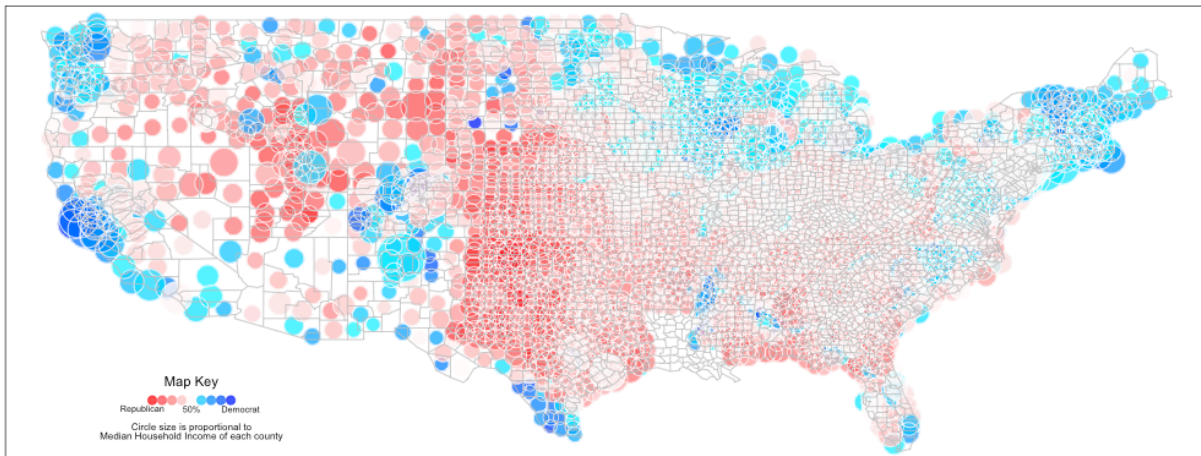 Map Key
Republican 50% Democrat
Circle size is proportional to
Median Household Income of each county